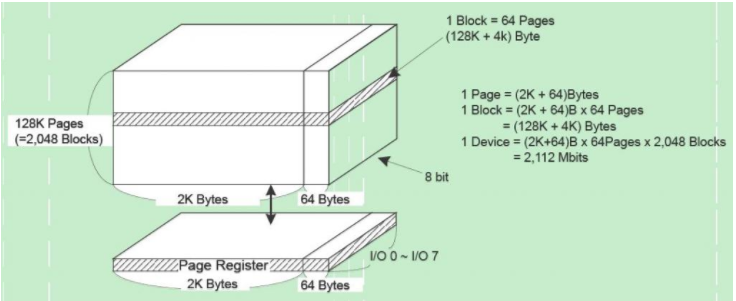 1 Block = 64 Pages
(128K + 4k) Byte
1 Page = (2K + 64)Bytes
1 Block = (2K + 64)B x 64 Pages
= (128K + 4K) Bytes
1 Device = (2K+64)B x 64Pages x 2,048 Blocks
= 2,112 Mbits
128K Pages
(=2,048 Blocks)
8 bit
2K Bytes
64 Bytes
Page Register
I/O 0 ~ I/O 7
2K Bytes
64 Bytes